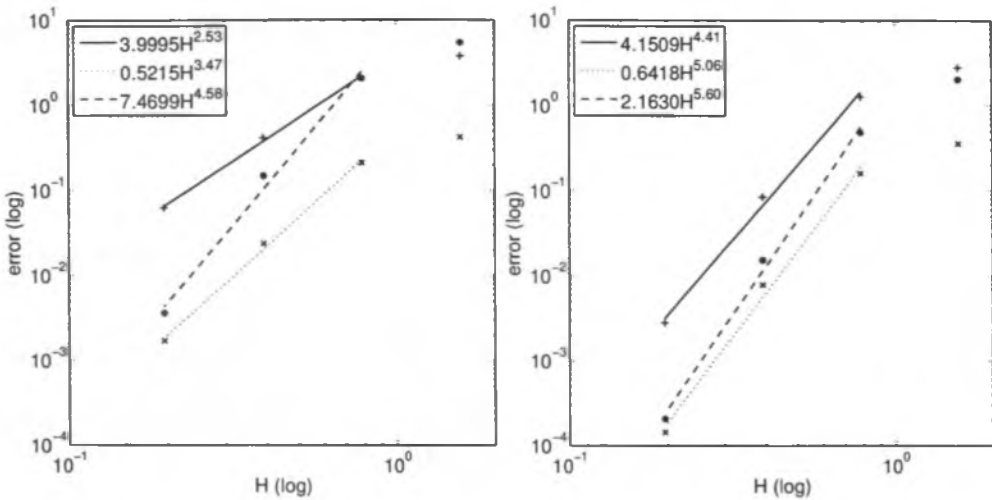 3.9995H^2.53
0.5215H^3.47
7.4699H^4.58
10^1
10^0
10^-1
10^-2
10^-3
10^-4
error (log)
10^-1
10^0
H (log)
4.1509H^4.41
0.6418H^5.06
2.1630H^5.60
10^1
10^0
10^-1
10^-2
10^-3
10^-4
error (log)
10^-1
10^0
H (log)